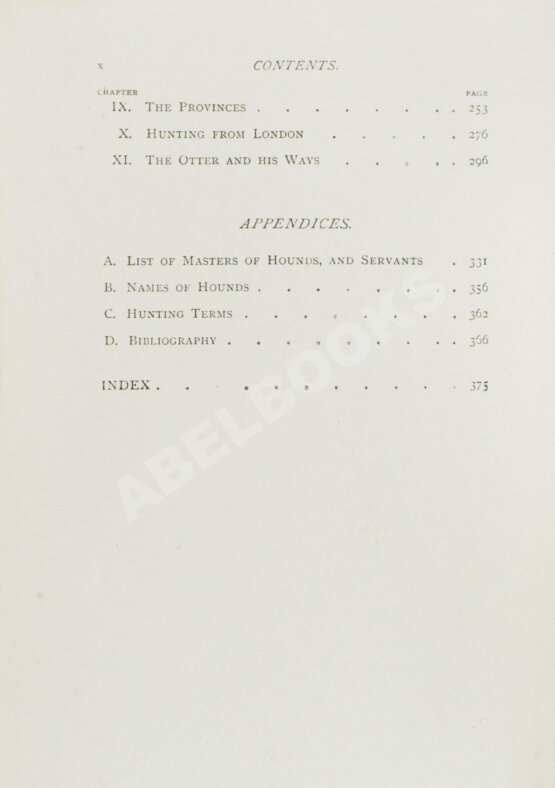 x CONTENTS.
CHAPTER PAGE
IX. THE PROVINCES . . . . . . . . 253
X. HUNTING FROM LONDON . . . . . 276
XI. THE OTTER AND HIS WAYS . . . . . 296
APPENDICES.
A. LIST OF MASTERS OF HOUNDS, AND SERVANTS . 331
B. NAMES OF HOUNDS . . . . . . . . 356
C. HUNTING TERMS . . . . . . . . 362
D. BIBLIOGRAPHY . . . . . . . . . 366
INDEX . . . . . . . . . . 375
ABELBOOKS